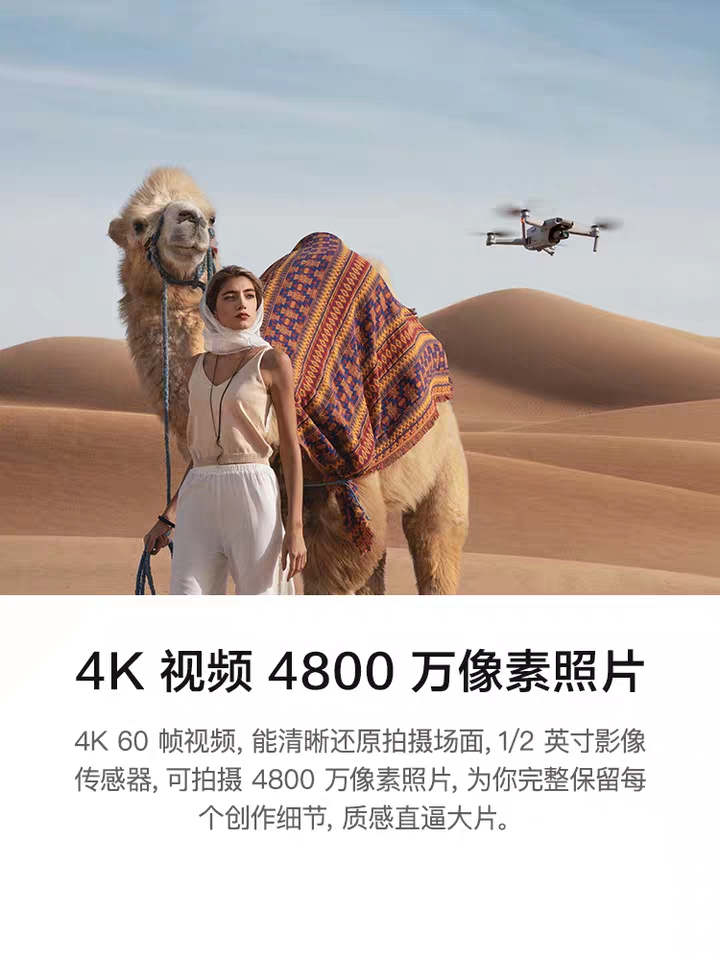 4K 视频 4800 万像素照片
4K 60 帧视频, 能清晰还原拍摄场面, 1/2 英寸影像
传感器, 可拍摄 4800 万像素照片, 为你完整保留每
个创作细节, 质感直逼大片。